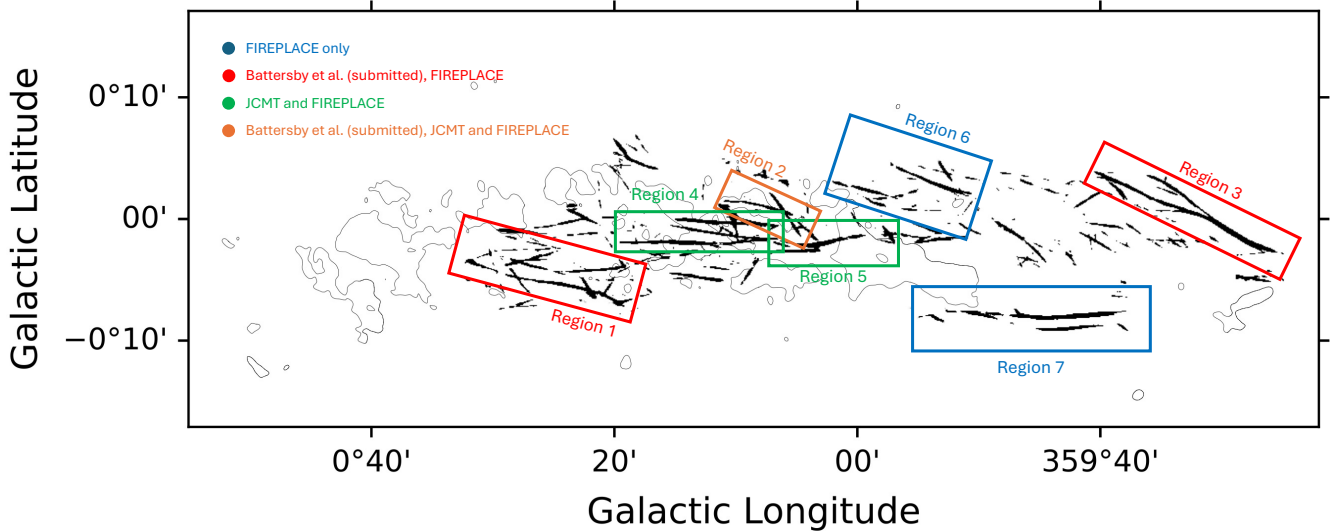 FIREPLACE only
Battersby et al. (submitted), FIREPLACE
JCMT and FIREPLACE
Battersby et al. (submitted), JCMT and FIREPLACE
Region 6
Region 2
Region 3
Region 4
Region 5
Region 1
Region 7
0°10'
00'
−0°10'
Galactic Latitude
0°40'
20'
00'
359°40'
Galactic Longitude